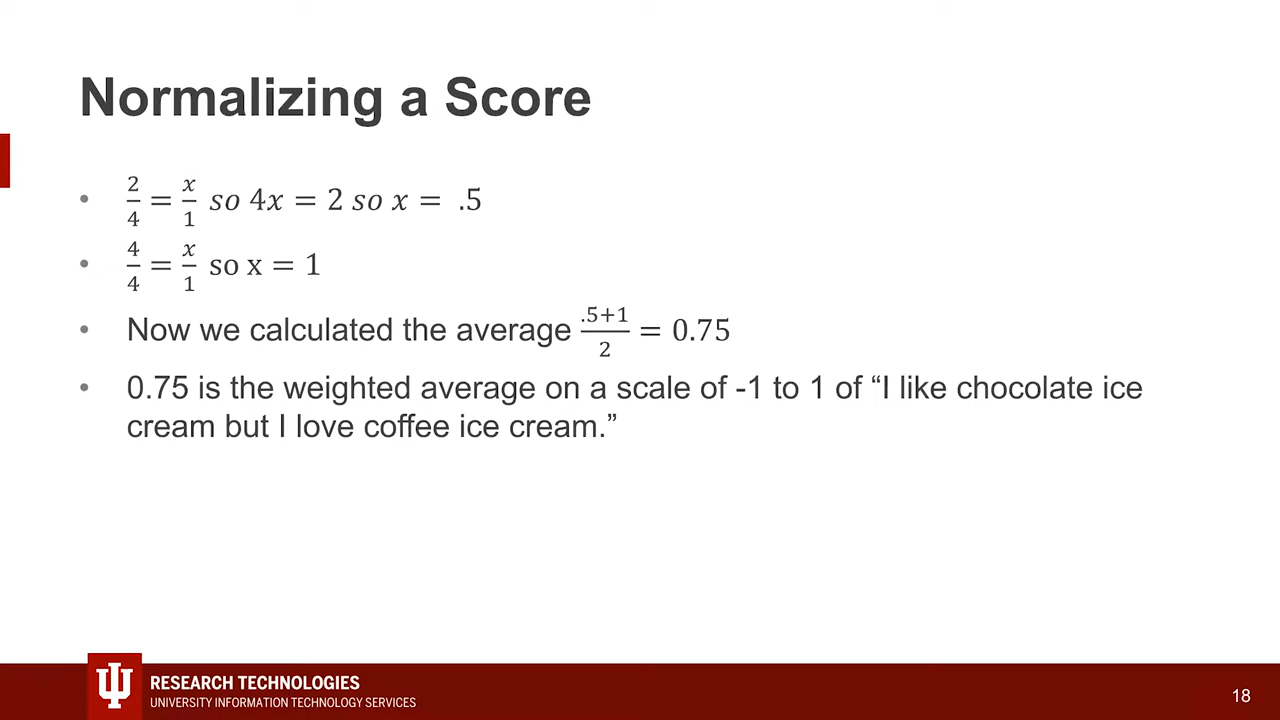 Normalizing a Score
• 2/4 = x/1 so 4x = 2 so x = .5
• 4/4 = x/1 so x = 1
• Now we calculated the average .5+1/2 = 0.75
• 0.75 is the weighted average on a scale of -1 to 1 of “I like chocolate ice
cream but I love coffee ice cream.”
RESEARCH TECHNOLOGIES
UNIVERSITY INFORMATION TECHNOLOGY SERVICES
18